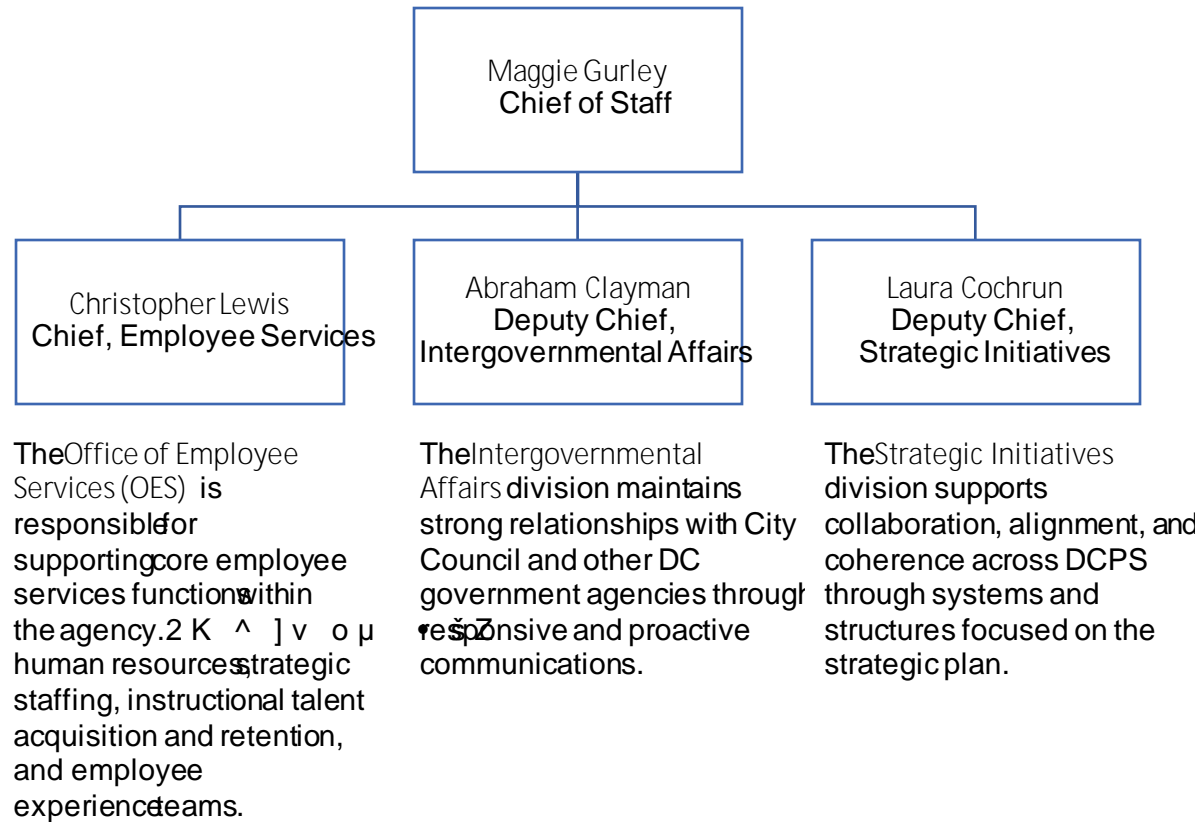 Maggie Gurley
Chief of Staff
Christopher Lewis
Chief, Employee Services
Abraham Clayman
Deputy Chief,
Intergovernmental Affairs
Laura Cochrun
Deputy Chief,
Strategic Initiatives
The Office of Employee
Services (OES) is
responsible for
supporting core employee
services functions within
the agency. 2 K ^ ] v o µ
human resources, strategic
staffing, instructional talent
acquisition and retention,
and employee
experience teams.
The Intergovernmental
Affairs division maintains
strong relationships with City
Council and other DC
government agencies through
responsive and proactive
communications.
The Strategic Initiatives
division supports
collaboration, alignment, and
coherence across DCPS
through systems and
structures focused on the
strategic plan.